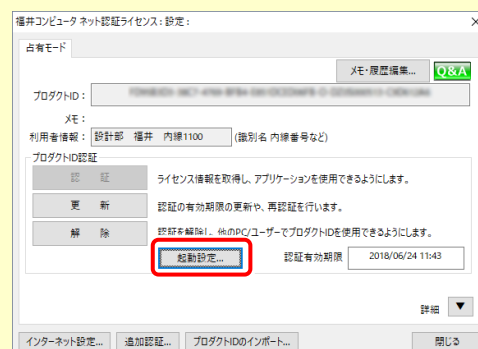 福井コンピュータ ネット認証ライセンス : 設定 :
占有モード
メモ・履歴編集... Q&A
プロダクトID :
メモ :
利用者情報 : 設計部 福井 内線1100 (識別名 内線番号など)
プロダクトID認証
認 証 ライセンス情報を取得し、アプリケーションを使用できるようにします。
更 新 認証の有効期限の更新や、再認証を行います。
解 除 認証を解除し、他のPC/ユーザーでプロダクトIDを使用できるようにします。
起動設定... 認証有効期限 2018/06/24 11:43
詳細 ▼
インターネット設定... 追加認証... プロダクトIDのインポート... 閉じる